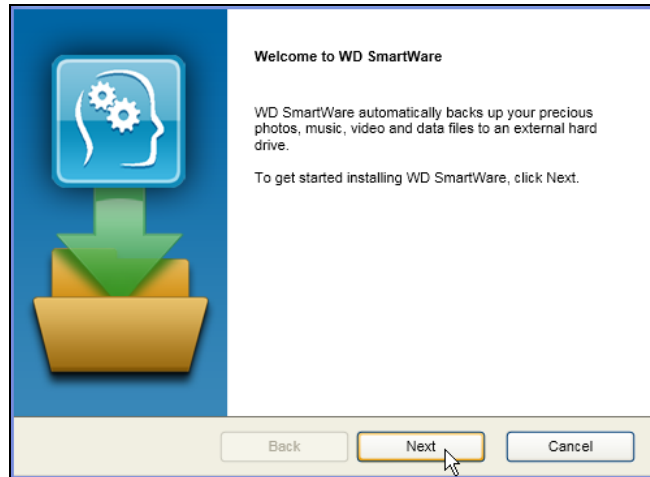 Welcome to WD SmartWare
WD SmartWare automatically backs up your precious
photos, music, video and data files to an external hard
drive.
To get started installing WD SmartWare, click Next.
Back
Next
Cancel